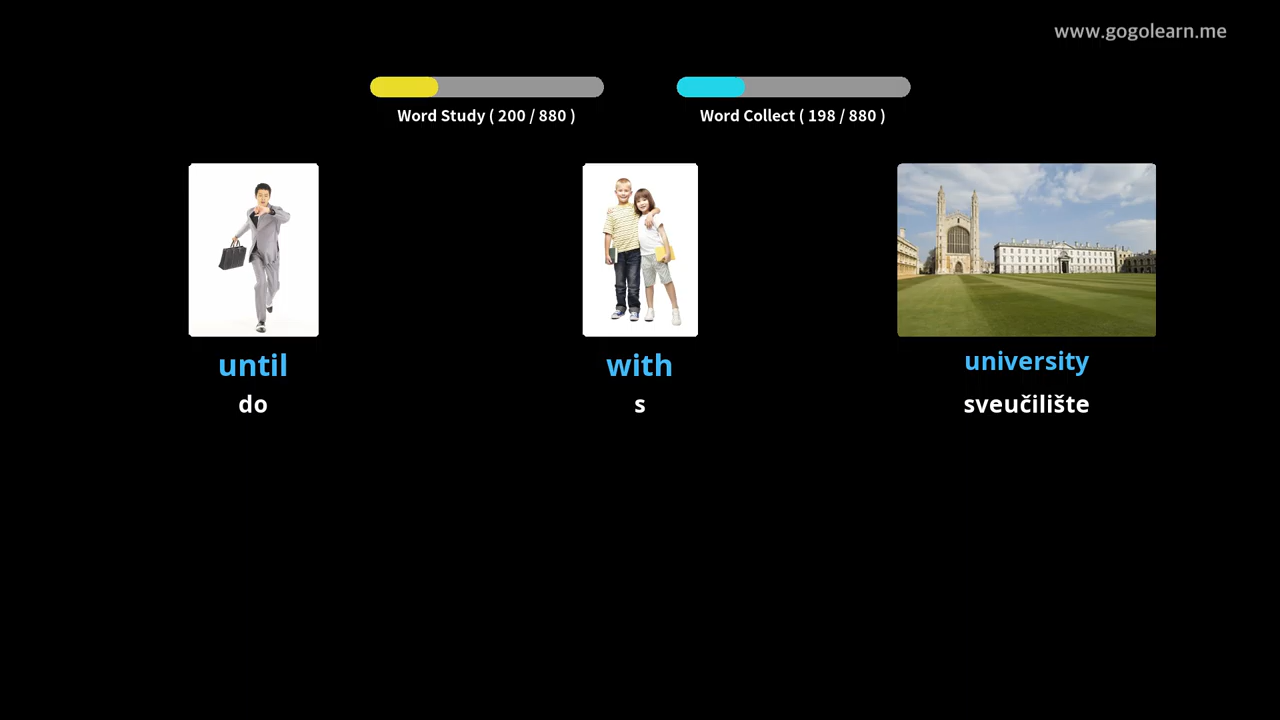 www.gogolearn.me
Word Study ( 200 / 880 )
Word Collect ( 198 / 880 )
until
do
with
s
university
sveučilište